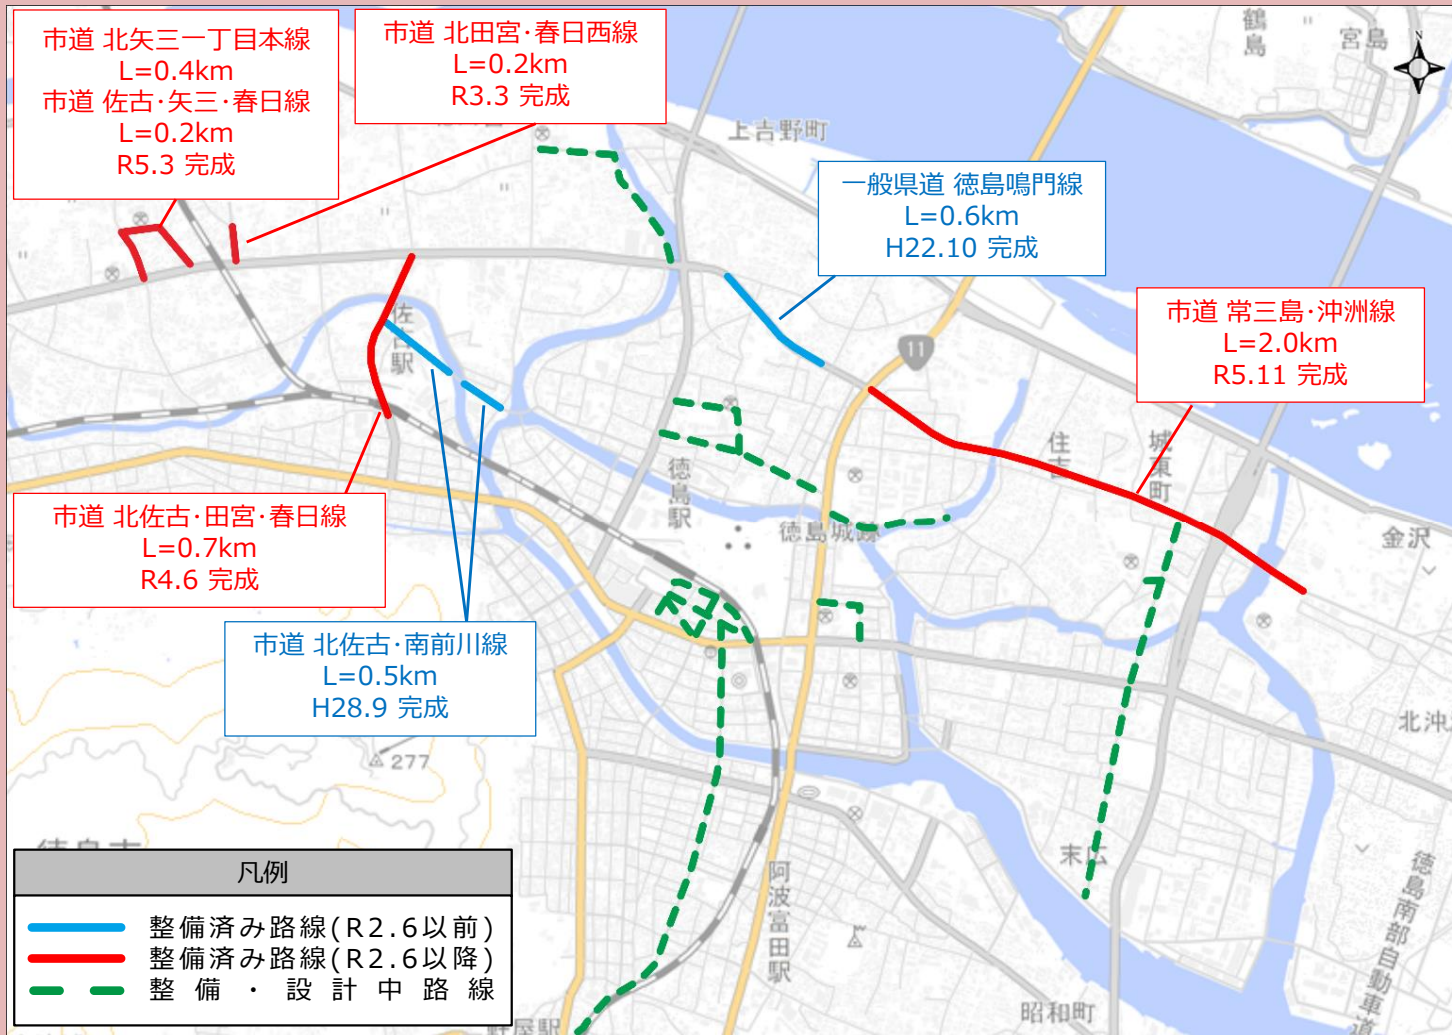 市道 北矢三一丁目本線
L=0.4km
市道 佐古･矢三･春日線
L=0.2km
R5.3 完成
市道 北田宮･春日西線
L=0.2km
R3.3 完成
鶴島
宮島
N
上吉野町
一般県道 徳島鳴門線
L=0.6km
H22.10 完成
市道 常三島･沖洲線
L=2.0km
R5.11 完成
11
佐古駅
住吉
城東町
徳島駅
徳島城跡
金沢
市道 北佐古･田宮･春日線
L=0.7km
R4.6 完成
市道 北佐古･南前川線
L=0.5km
H28.9 完成
277
北沖
末広
阿波富田駅
徳島南部自動車道
昭和町
凡例
整備済み路線(R2.6以前)
整備済み路線(R2.6以降)
整備・設計中路線